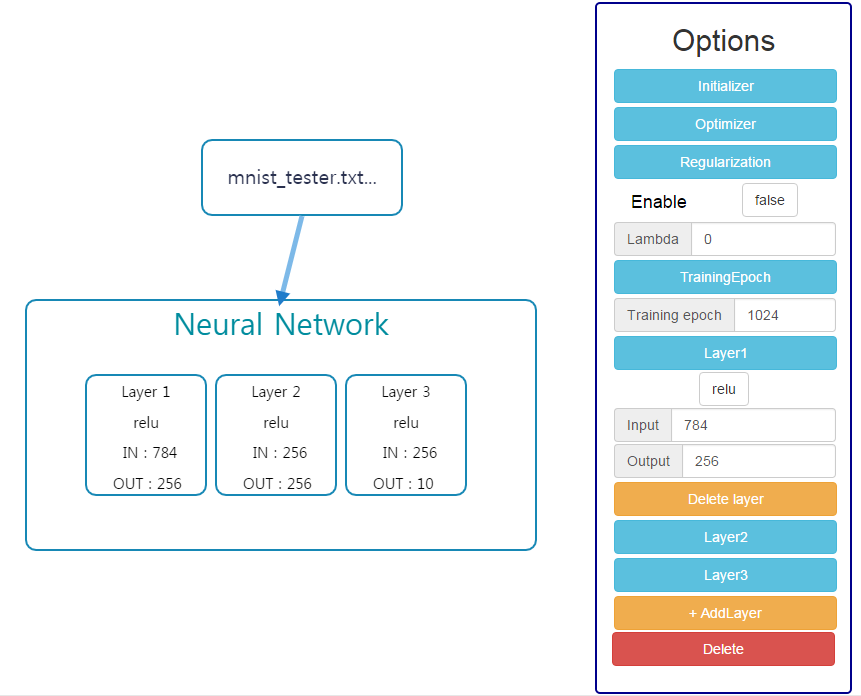 mnist_tester.txt...
Neural Network
Layer 1
relu
IN : 784
OUT : 256
Layer 2
relu
IN : 256
OUT : 256
Layer 3
relu
IN : 256
OUT : 10
Options
Initializer
Optimizer
Regularization
Enable false
Lambda 0
TrainingEpoch
Training epoch 1024
Layer1
relu
Input 784
Output 256
Delete layer
Layer2
Layer3
+ AddLayer
Delete